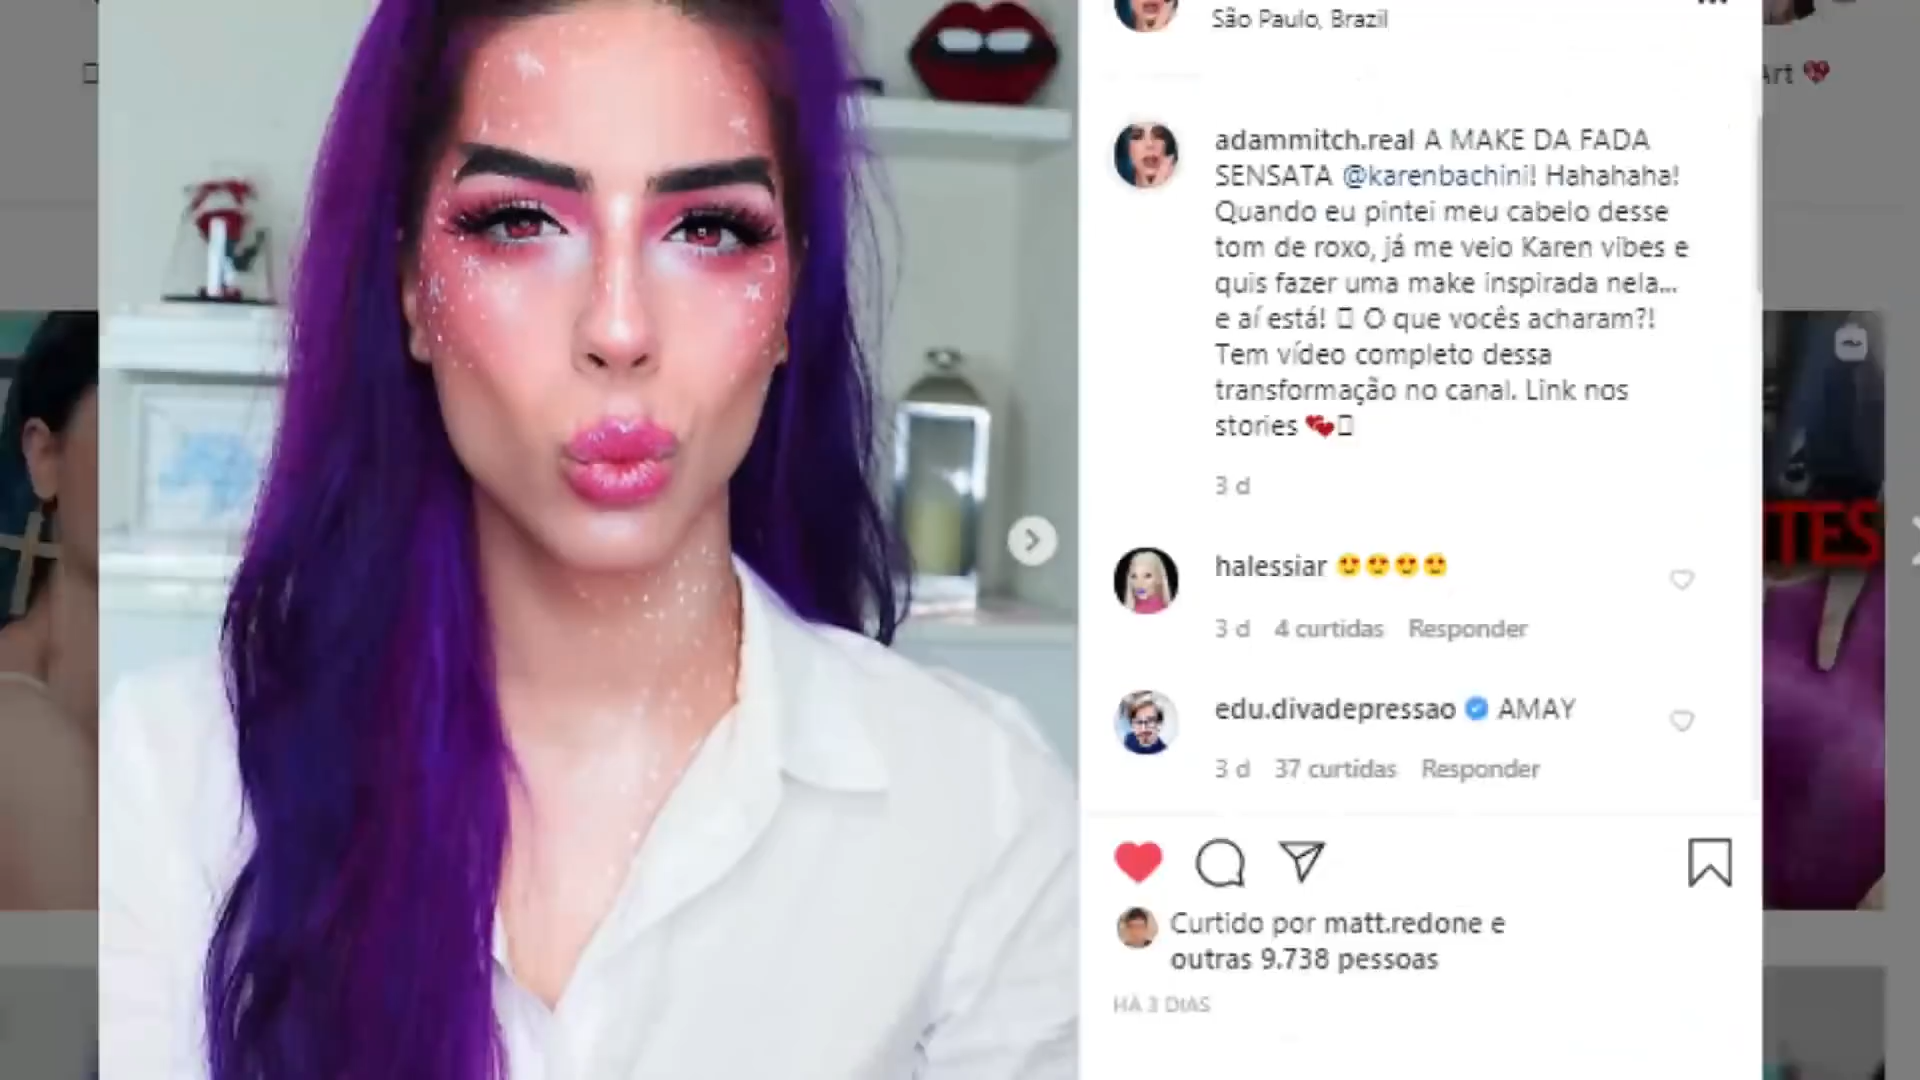 São Paulo, Brazil
Art
adammitch.real A MAKE DA FADA
SENSATA @karenbachini! Hahahaha!
Quando eu pintei meu cabelo desse
tom de roxo, já me veio Karen vibes e
quis fazer uma make inspirada nela...
e aí está! O que vocês acharam?!
Tem vídeo completo dessa
transformação no canal. Link nos
stories
3 d
halessiar
3 d 4 curtidas Responder
TES
edu.divadepressao AMAY
3 d 37 curtidas Responder
Curtido por matt.redone e
outras 9.738 pessoas
HÁ 3 DIAS